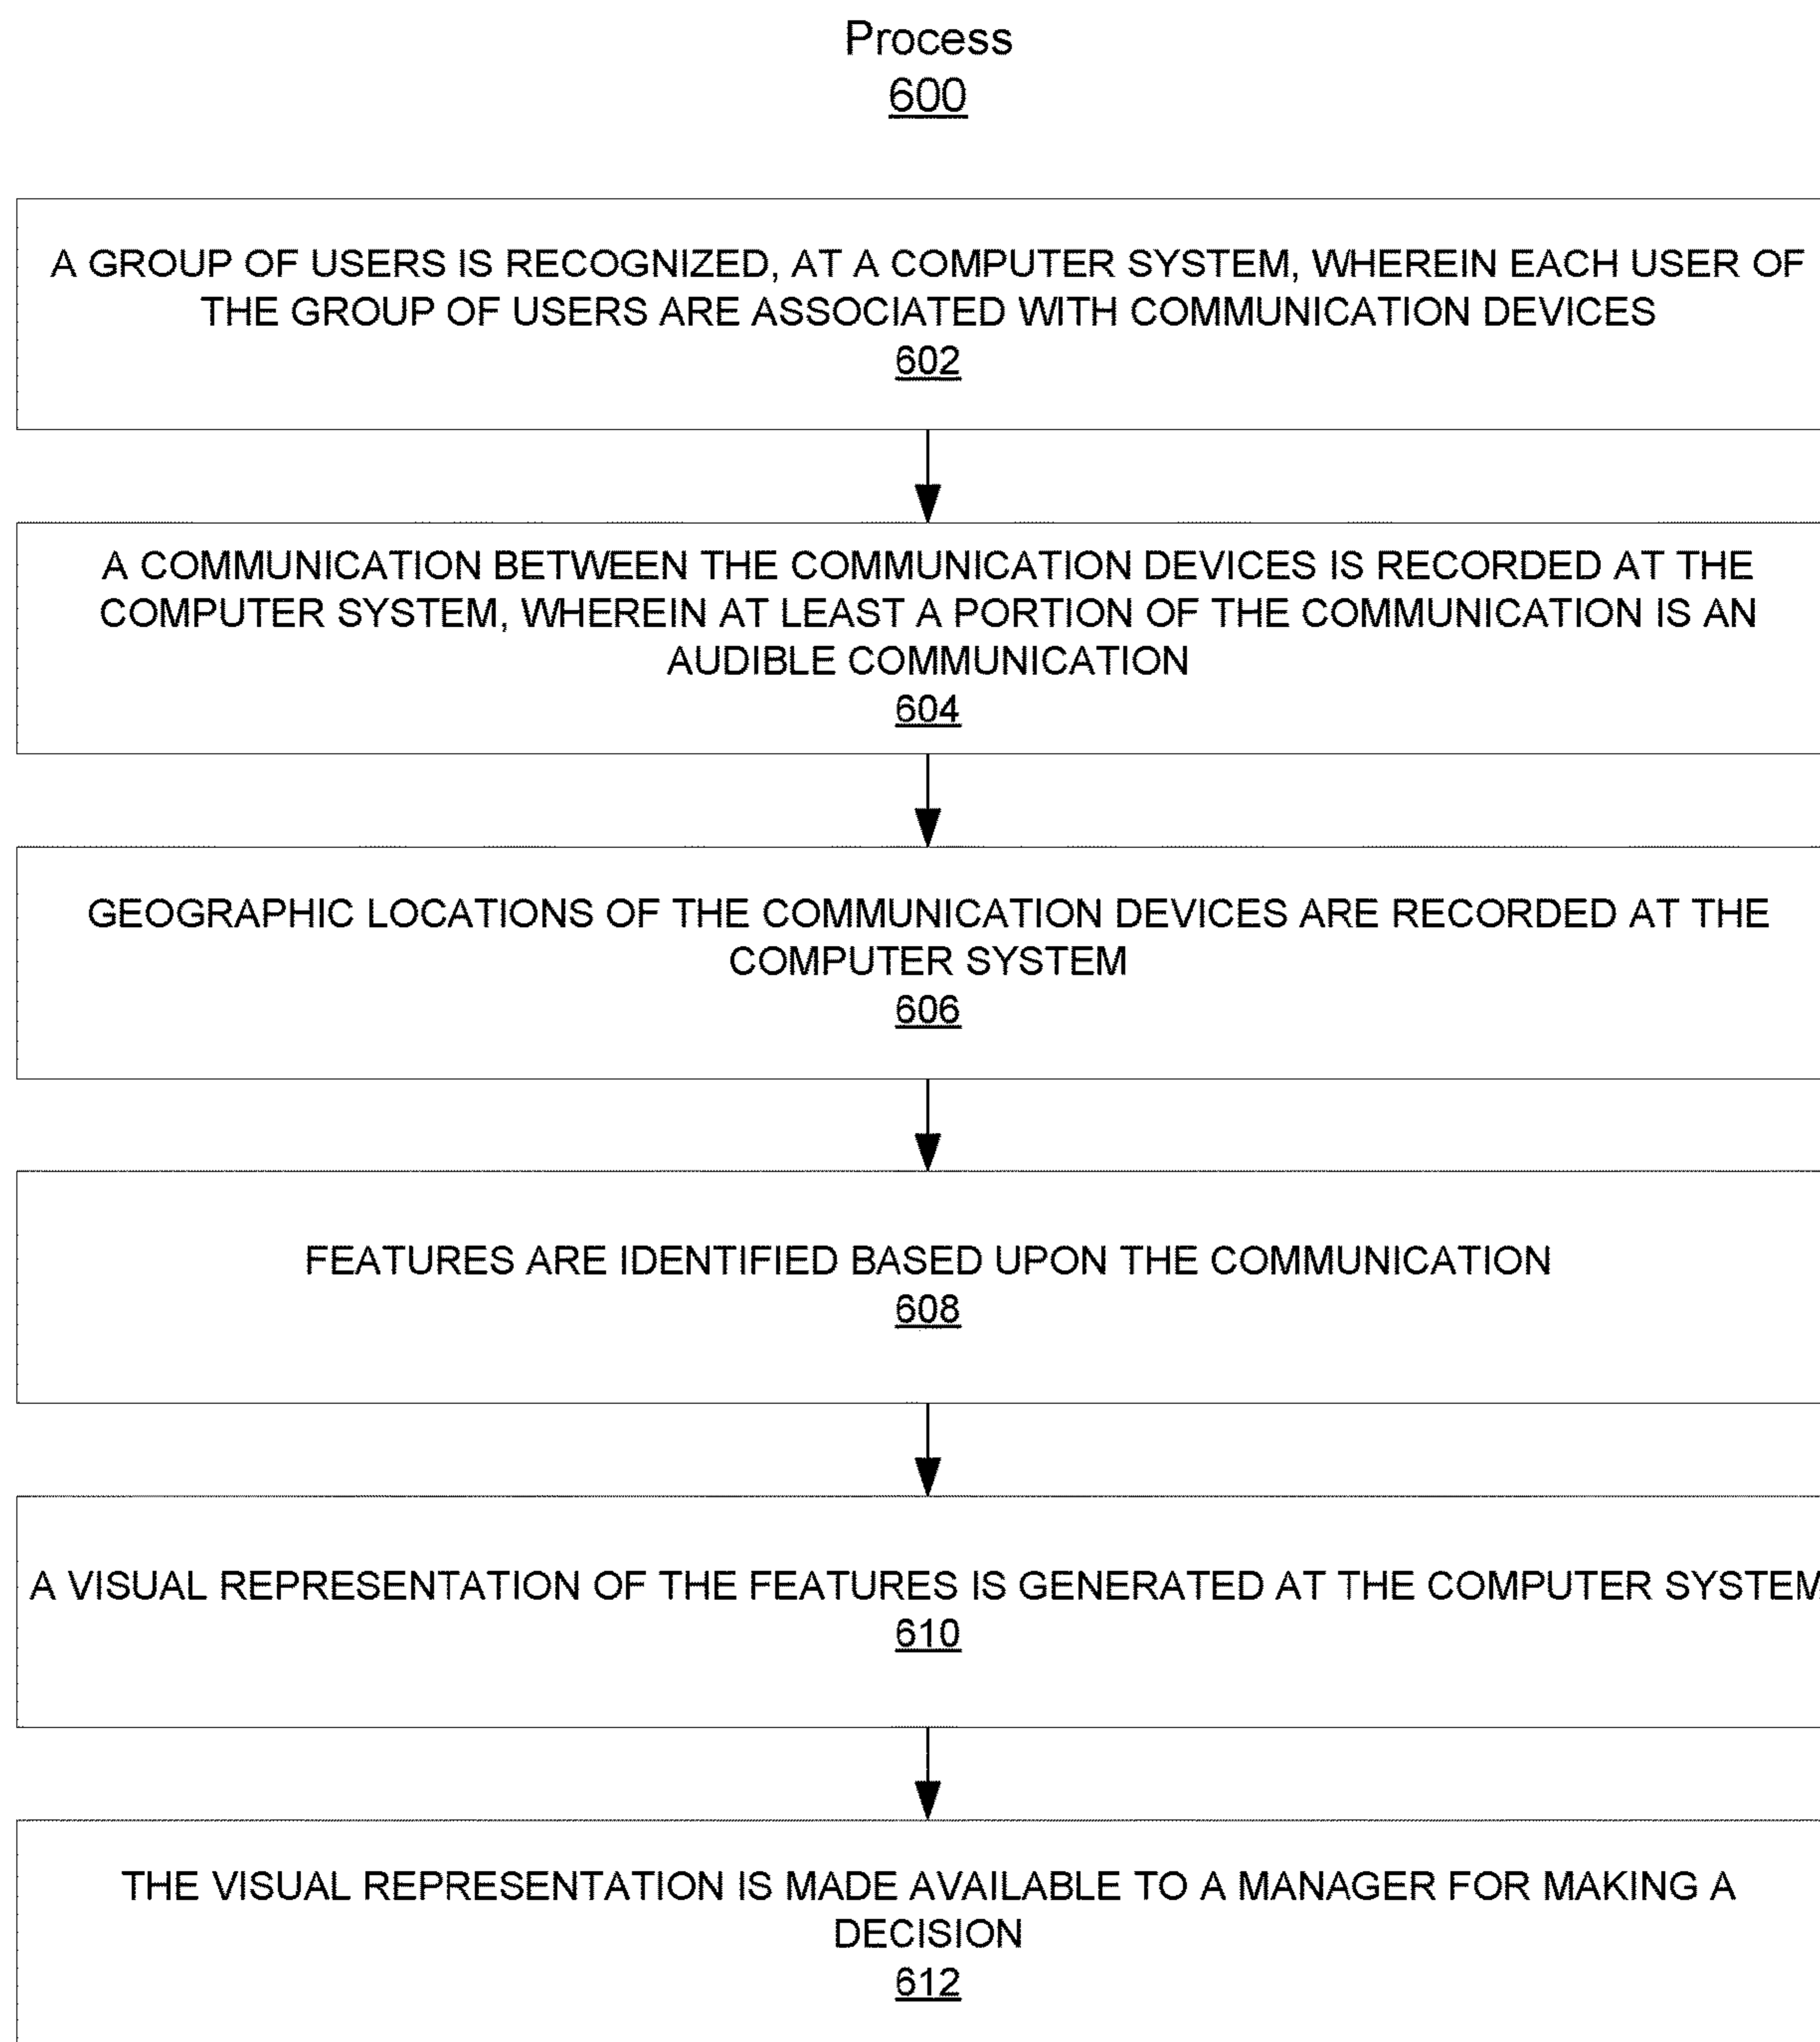 Process
600
A GROUP OF USERS IS RECOGNIZED, AT A COMPUTER SYSTEM, WHEREIN EACH USER OF
THE GROUP OF USERS ARE ASSOCIATED WITH COMMUNICATION DEVICES
602
A COMMUNICATION BETWEEN THE COMMUNICATION DEVICES IS RECORDED AT THE
COMPUTER SYSTEM, WHEREIN AT LEAST A PORTION OF THE COMMUNICATION IS AN
AUDIBLE COMMUNICATION
604
GEOGRAPHIC LOCATIONS OF THE COMMUNICATION DEVICES ARE RECORDED AT THE
COMPUTER SYSTEM
606
FEATURES ARE IDENTIFIED BASED UPON THE COMMUNICATION
608
A VISUAL REPRESENTATION OF THE FEATURES IS GENERATED AT THE COMPUTER SYSTEM
610
THE VISUAL REPRESENTATION IS MADE AVAILABLE TO A MANAGER FOR MAKING A
DECISION
612